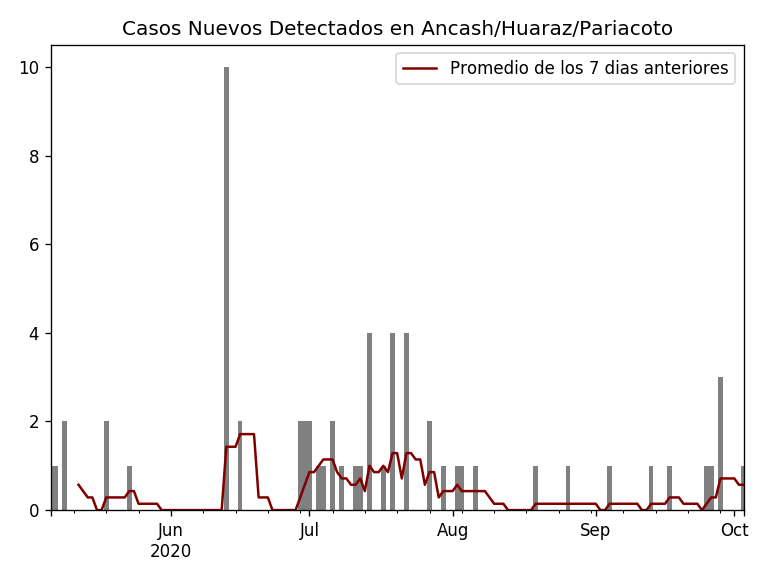 Casos Nuevos Detectados en Ancash/Huaraz/Pariacoto
Promedio de los 7 dias anteriores
10
8
6
4
2
0
Jun Jul Aug Sep Oct
2020